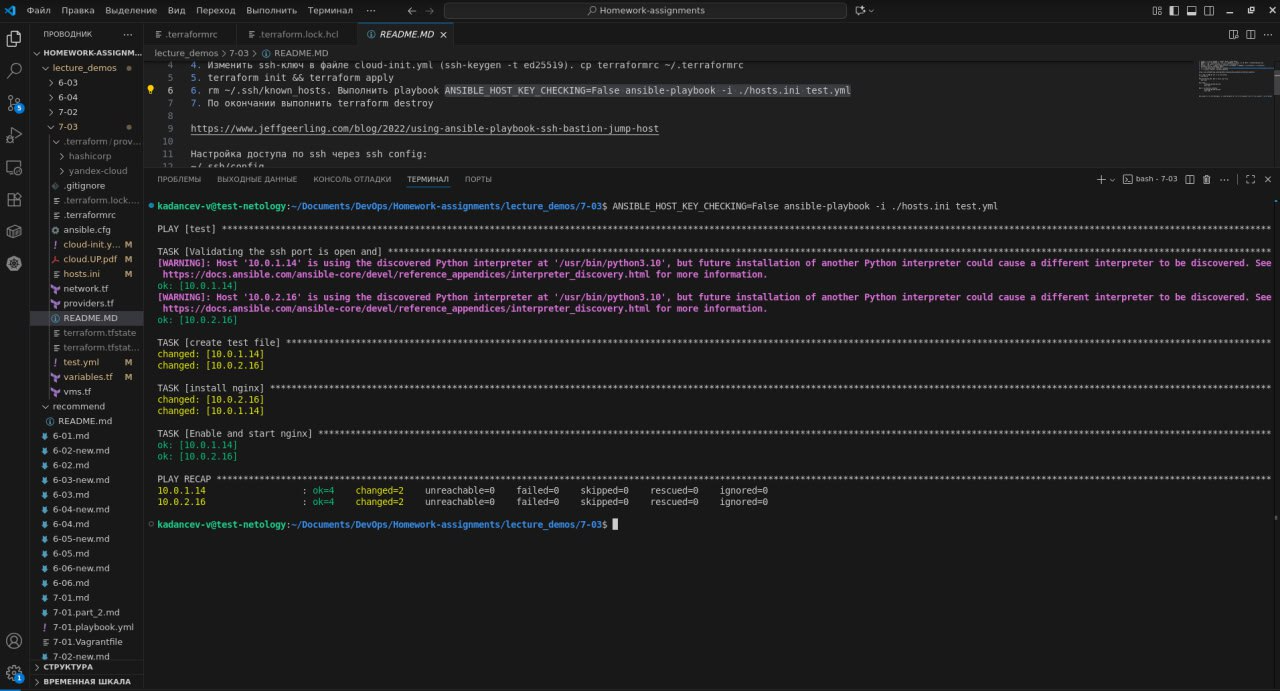 Файл Правка Выделение Вид Переход Выполнить Терминал ···
Homework-assignments
ПРОВОДНИК ···
HOMEWORK-ASSIGNM...
lecture_demos
6-03
6-04
7-02
7-03
.terraform / prov...
hashicorp
yandex-cloud
.gitignore
.terraform.lock....
.terraformrc
ansible.cfg
cloud-init.y... M
cloud.UP.pdf M
hosts.ini M
network.tf
providers.tf
README.MD
terraform.tfstate
terraform.tfstat...
test.yml M
variables.tf M
vms.tf
recommend
README.md
6-01.md
6-02-new.md
6-02.md
6-03-new.md
6-03.md
6-04-new.md
6-04.md
6-05-new.md
6-05.md
6-06-new.md
6-06.md
7-01.md
7-01.part_2.md
7-01.playbook.yml
7-01.Vagrantfile
7-02-new.md
СТРУКТУРА
ВРЕМЕННАЯ ШКАЛА
5
1
.terraformrc .terraform.lock.hcl README.MD
lecture_demos > 7-03 > README.MD
4 4. Изменить ssh-ключ в файле cloud-init.yml (ssh-keygen -t ed25519). cp terraformrc ~/.terraformrc
5 5. terraform init && terraform apply
6 6. rm ~/.ssh/known_hosts. Выполнить playbook ANSIBLE_HOST_KEY_CHECKING=False ansible-playbook -i ./hosts.ini test.yml
7 7. По окончании выполнить terraform destroy
8
9 https://www.jeffgeerling.com/blog/2022/using-ansible-playbook-ssh-bastion-jump-host
10
11 Настройка доступа по ssh через ssh config:
12 ~/.ssh/config
ПРОБЛЕМЫ ВЫХОДНЫЕ ДАННЫЕ КОНСОЛЬ ОТЛАДКИ ТЕРМИНАЛ ПОРТЫ
bash - 7-03
kadancev-v@test-netology:~/Documents/DevOps/Homework-assignments/lecture_demos/7-03$ ANSIBLE_HOST_KEY_CHECKING=False ansible-playbook -i ./hosts.ini test.yml
PLAY [test] ************************************************************
TASK [Validating the ssh port is open and] ************************************************************
[WARNING]: Host '10.0.1.14' is using the discovered Python interpreter at '/usr/bin/python3.10', but future installation of another Python interpreter could cause a different interpreter to be discovered. See
https://docs.ansible.com/ansible-core/devel/reference_appendices/interpreter_discovery.html for more information.
ok: [10.0.1.14]
[WARNING]: Host '10.0.2.16' is using the discovered Python interpreter at '/usr/bin/python3.10', but future installation of another Python interpreter could cause a different interpreter to be discovered. See
https://docs.ansible.com/ansible-core/devel/reference_appendices/interpreter_discovery.html for more information.
ok: [10.0.2.16]
TASK [create test file] ************************************************************
changed: [10.0.1.14]
changed: [10.0.2.16]
TASK [install nginx] ************************************************************
changed: [10.0.2.16]
changed: [10.0.1.14]
TASK [Enable and start nginx] ************************************************************
ok: [10.0.1.14]
ok: [10.0.2.16]
PLAY RECAP ************************************************************
10.0.1.14 : ok=4 changed=2 unreachable=0 failed=0 skipped=0 rescued=0 ignored=0
10.0.2.16 : ok=4 changed=2 unreachable=0 failed=0 skipped=0 rescued=0 ignored=0
kadancev-v@test-netology:~/Documents/DevOps/Homework-assignments/lecture_demos/7-03$